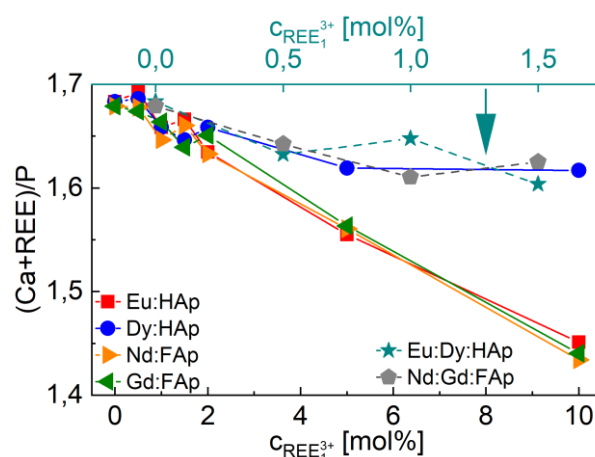 c_REE₁³⁺ [mol%]
0,0 0,5 1,0 1,5
1,7
1,6
1,5
1,4
(Ca+REE)/P
Eu:HAp
Dy:HAp
Nd:FAp
Gd:FAp
Eu:Dy:HAp
Nd:Gd:FAp
0 2 4 6 8 10
c_REE₁³⁺ [mol%]